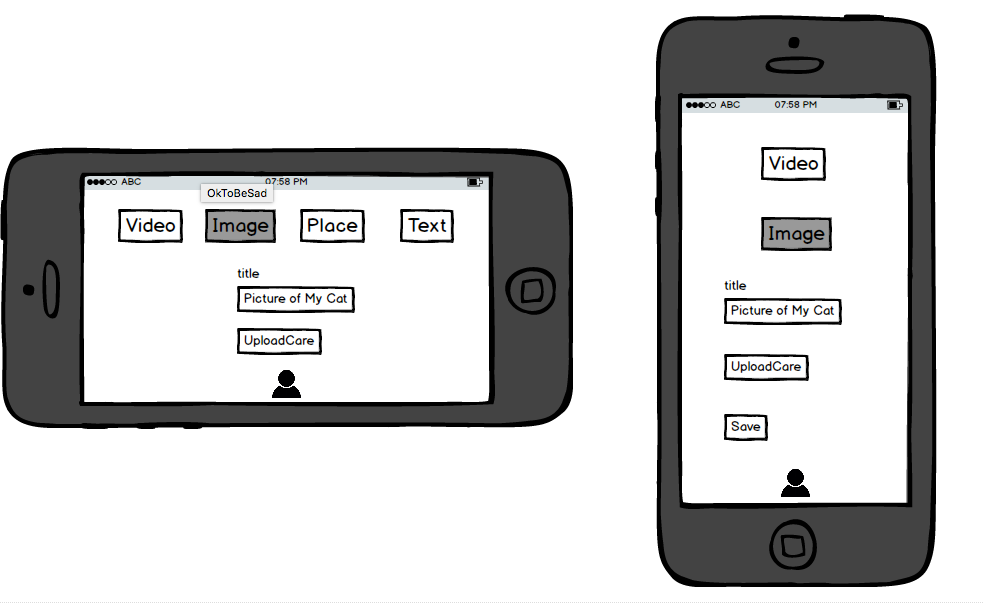 ABC 07:58 PM
OkToBeSad
Video Image Place Text
title
Picture of My Cat
UploadCare
ABC 07:58 PM
Video
Image
title
Picture of My Cat
UploadCare
Save